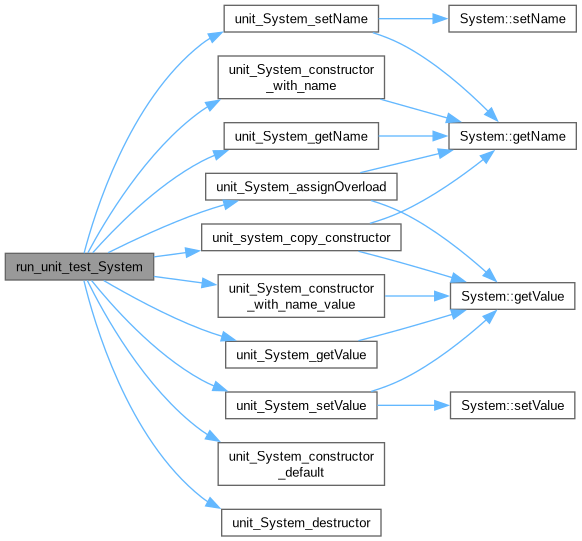 run_unit_test_System
unit_System_setName
System::setName
unit_System_constructor
_with_name
unit_System_getName
System::getName
unit_System_assignOverload
unit_system_copy_constructor
unit_System_constructor
_with_name_value
System::getValue
unit_System_getValue
unit_System_setValue
System::setValue
unit_System_constructor
_default
unit_System_destructor